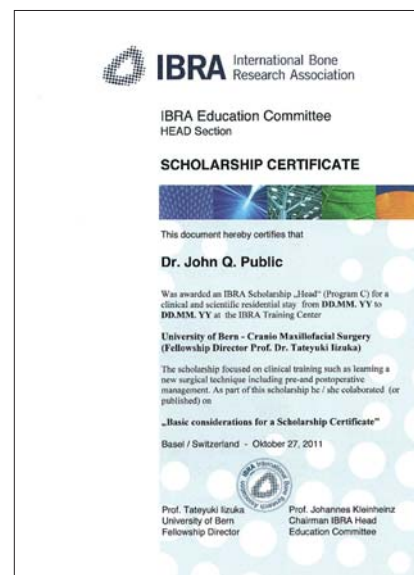 IBRA International Bone
Research Association
IBRA Education Committee
HEAD Section
SCHOLARSHIP CERTIFICATE
This document hereby certifies that
Dr. John Q. Public
Was awarded an IBRA Scholarship „Head“ (Program C) for a
clinical and scientific residential stay from DD.MM. YY to
DD.MM. YY at the IBRA Training Center
University of Bern - Cranio Maxillofacial Surgery
(Fellowship Director Prof. Dr. Tateyuki Iizuka)
The scholarship focused on clinical training such as learning a
new surgical technique including pre-and postoperative
management. As part of this scholarship he / she colaborated (or
published) on
„Basic considerations for a Scholarship Certificate“
Basel / Switzerland - Oktober 27, 2011
IBRA International Bone Research Association
Prof. Tateyuki Iizuka
University of Bern
Fellowship Director
Prof. Johannes Kleinheinz
Chairman IBRA Head
Education Committee